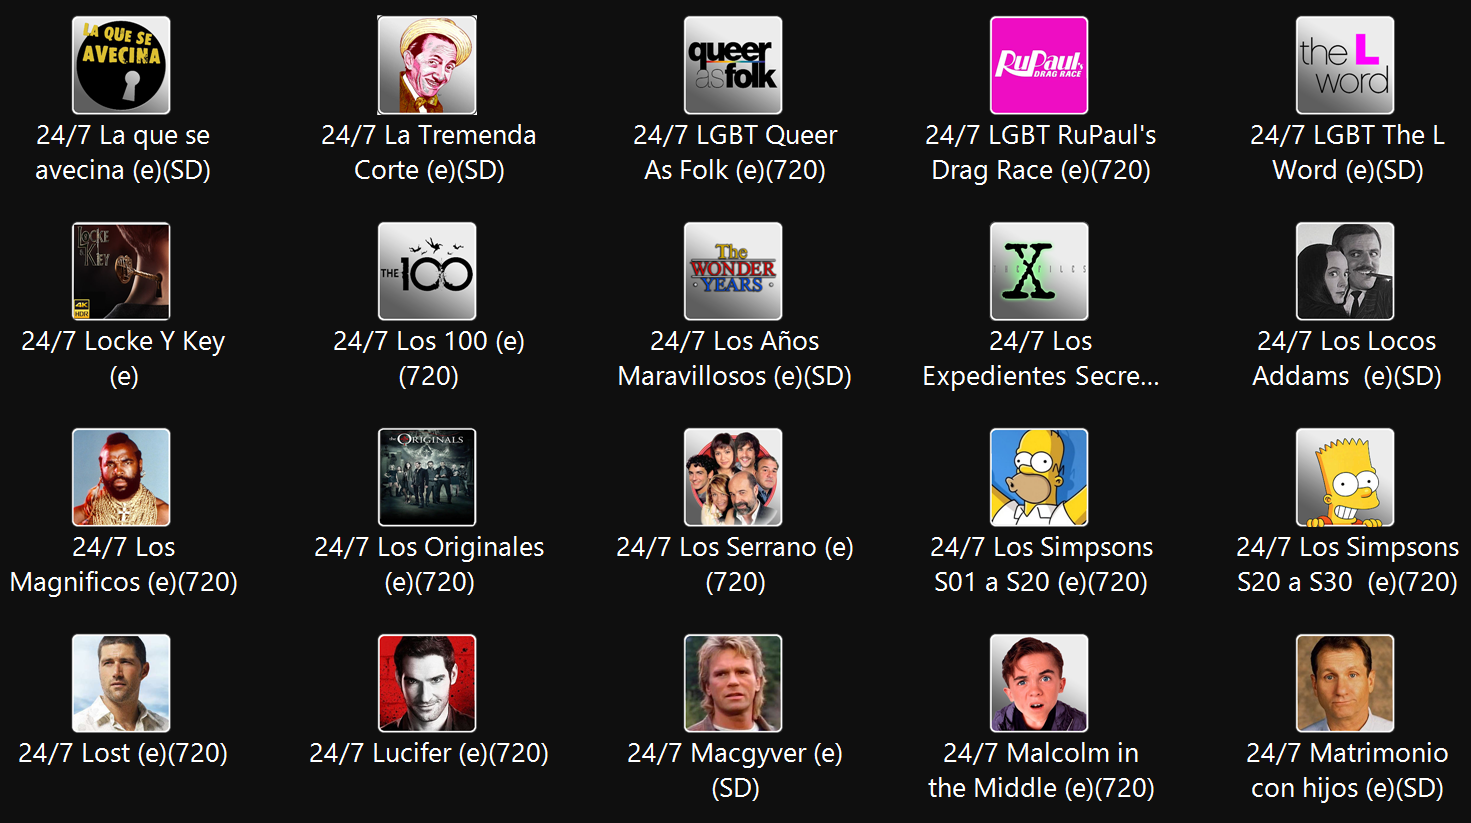 LA QUE SE
AVECINA
24/7 La que se
avecina (e)(SD)
24/7 La Tremenda
Corte (e)(SD)
queer
asfolk
24/7 LGBT Queer
As Folk (e)(720)
RuPaul's
DRAG RACE
24/7 LGBT RuPaul's
Drag Race (e)(720)
the L
word
24/7 LGBT The L
Word (e)(SD)
LOCKE
& KEY
4K
HDR
24/7 Locke Y Key
(e)
THE 100
24/7 Los 100 (e)
(720)
The
WONDER
YEARS
24/7 Los Años
Maravillosos (e)(SD)
THE X FILES
24/7 Los
Expedientes Secre...
24/7 Los Locos
Addams (e)(SD)
24/7 Los
Magnificos (e)(720)
the ORIGINALS
24/7 Los Originales
(e)(720)
24/7 Los Serrano (e)
(720)
24/7 Los Simpsons
S01 a S20 (e)(720)
24/7 Los Simpsons
S20 a S30 (e)(720)
24/7 Lost (e)(720)
24/7 Lucifer (e)(720)
24/7 Macgyver (e)
(SD)
24/7 Malcolm in
the Middle (e)(720)
24/7 Matrimonio
con hijos (e)(SD)